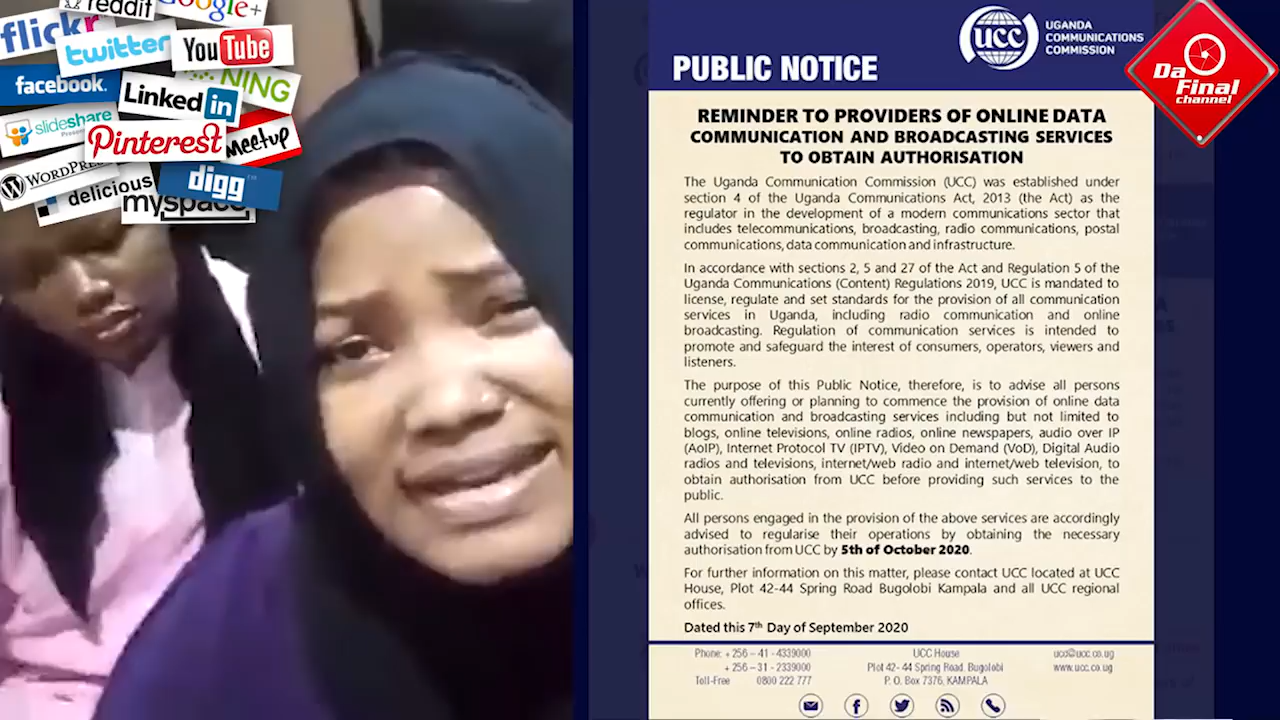 reddit
Google+
flickr
twitter
YouTube
NING
facebook.
LinkedIn
slideshare
Pinterest
Meetup
WORDPRESS
delicious
digg
myspace
UCC
UGANDA
COMMUNICATIONS
COMMISSION
Da
Final
channel
PUBLIC NOTICE
REMINDER TO PROVIDERS OF ONLINE DATA
COMMUNICATION AND BROADCASTING SERVICES
TO OBTAIN AUTHORISATION
The Uganda Communication Commission (UCC) was established under
section 4 of the Uganda Communications Act, 2013 (the Act) as the
regulator in the development of a modern communications sector that
includes telecommunications, broadcasting, radio communications, postal
communications, data communication and infrastructure.
In accordance with sections 2, 5 and 27 of the Act and Regulation 5 of the
Uganda Communications (Content) Regulations 2019, UCC is mandated to
license, regulate and set standards for the provision of all communication
services in Uganda, including radio communication and online
broadcasting. Regulation of communication services is intended to
promote and safeguard the interest of consumers, operators, viewers and
listeners.
The purpose of this Public Notice, therefore, is to advise all persons
currently offering or planning to commence the provision of online data
communication and broadcasting services including but not limited to
blogs, online televisions, online radios, online newspapers, audio over IP
(AoIP), Internet Protocol TV (IPTV), Video on Demand (VoD), Digital Audio
radios and televisions, internet/web radio and internet/web television, to
obtain authorisation from UCC before providing such services to the
public.
All persons engaged in the provision of the above services are accordingly
advised to regularise their operations by obtaining the necessary
authorisation from UCC by 5th of October 2020.
For further information on this matter, please contact UCC located at UCC
House, Plot 42-44 Spring Road Bugolobi Kampala and all UCC regional
offices.
Dated this 7th Day of September 2020
Phone: +256 – 41 - 4339000
+256 – 31 - 2339000
Toll-Free 0800 222 777
UCC House
Plot 42- 44 Spring Road, Bugolobi
P. O. Box 7376, KAMPALA
ucc@ucc.co.ug
www.ucc.co.ug